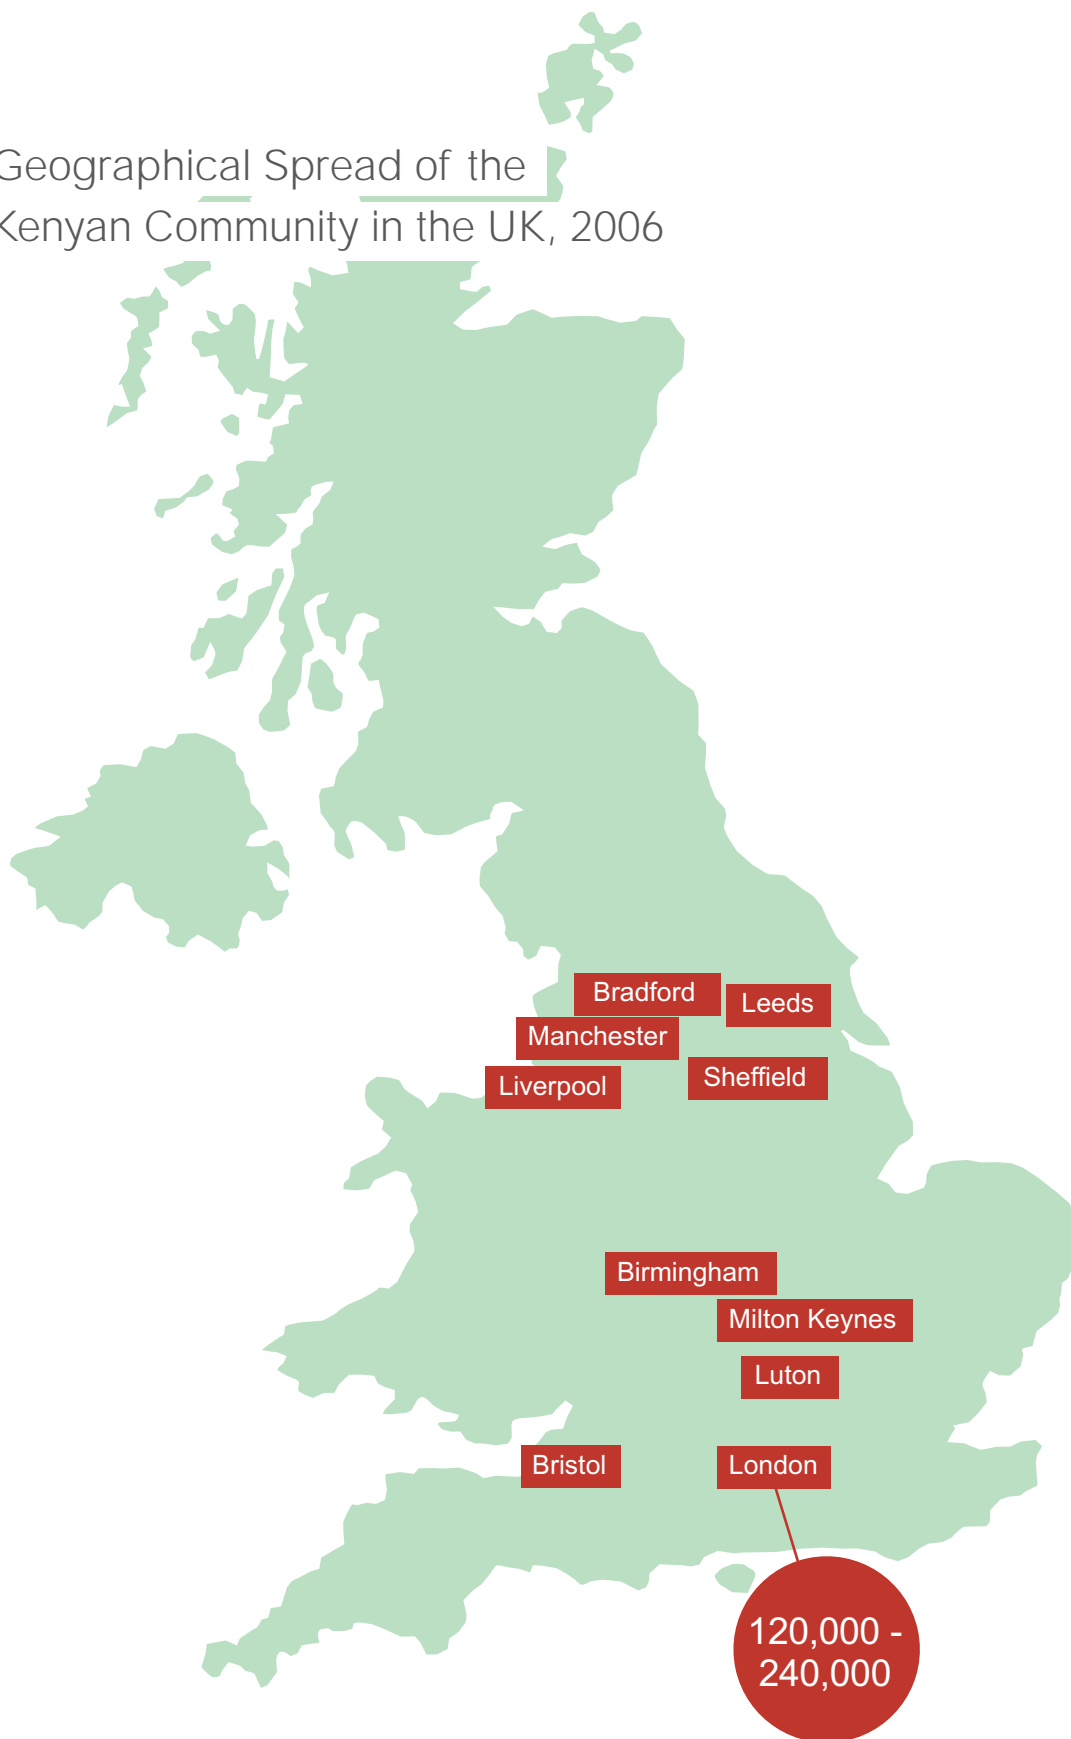 Geographical Spread of the
Kenyan Community in the UK, 2006
Bradford
Leeds
Manchester
Sheffield
Liverpool
Birmingham
Milton Keynes
Luton
Bristol
London
120,000 -
240,000